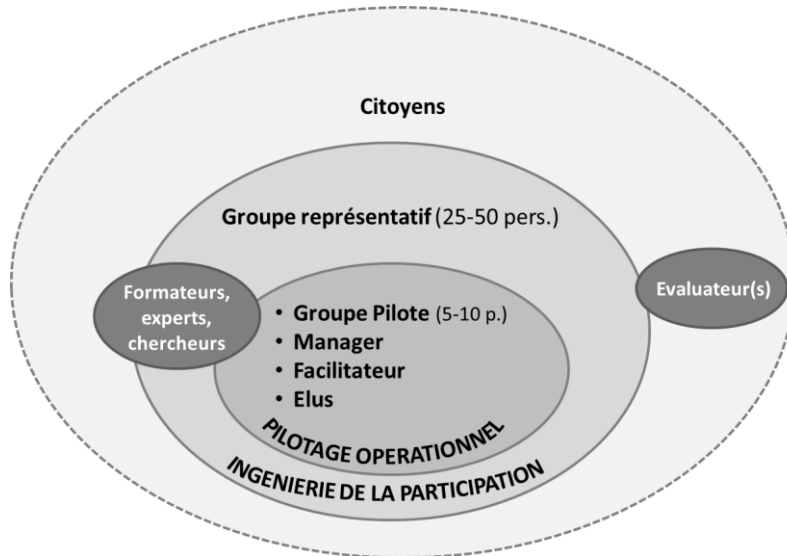 Citoyens
Groupe représentatif (25-50 pers.)
Formateurs,
experts,
chercheurs
Evaluateur(s)
• Groupe Pilote (5-10 p.)
• Manager
• Facilitateur
• Elus
PILOTAGE OPERATIONNEL
INGENIERIE DE LA PARTICIPATION